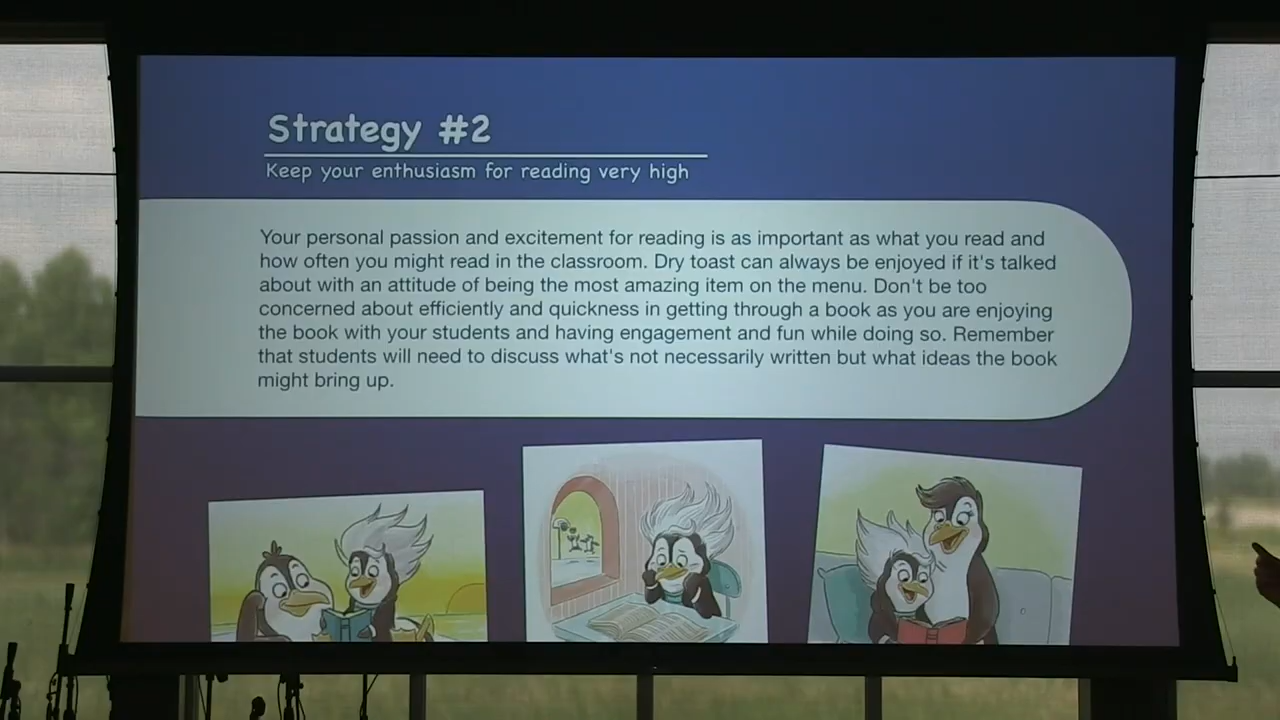 Strategy #2
Keep your enthusiasm for reading very high
Your personal passion and excitement for reading is as important as what you read and
how often you might read in the classroom. Dry toast can always be enjoyed if it's talked
about with an attitude of being the most amazing item on the menu. Don't be too
concerned about efficiently and quickness in getting through a book as you are enjoying
the book with your students and having engagement and fun while doing so. Remember
that students will need to discuss what's not necessarily written but what ideas the book
might bring up.